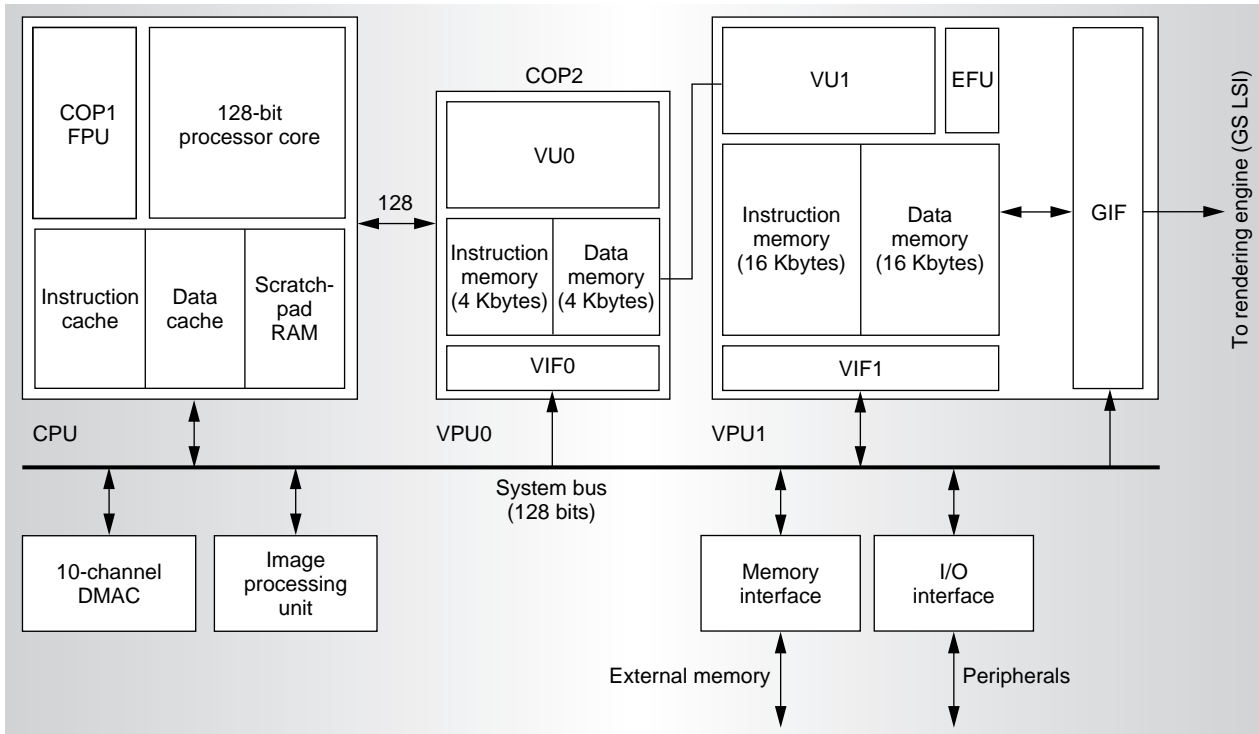 COP1
FPU
128-bit
processor core
Instruction
cache
Data
cache
Scratch-
pad
RAM
CPU
128
COP2
VU0
Instruction
memory
(4 Kbytes)
Data
memory
(4 Kbytes)
VIF0
VPU0
VU1
EFU
Instruction
memory
(16 Kbytes)
Data
memory
(16 Kbytes)
GIF
VIF1
VPU1
To rendering engine (GS LSI)
System bus
(128 bits)
10-channel
DMAC
Image
processing
unit
Memory
interface
I/O
interface
External memory
Peripherals